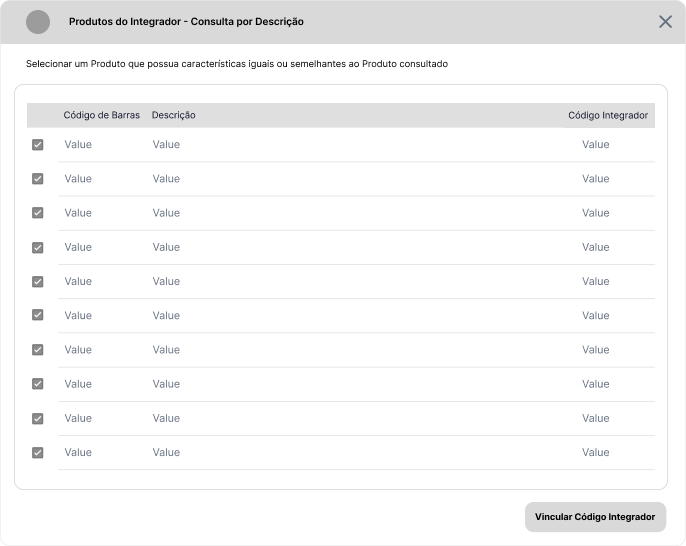 Produtos do Integrador - Consulta por Descrição
Selecionar um Produto que possua características iguais ou semelhantes ao Produto consultado
Código de Barras Descrição Código Integrador
Value Value Value
Value Value Value
Value Value Value
Value Value Value
Value Value Value
Value Value Value
Value Value Value
Value Value Value
Value Value Value
Value Value Value
Vincular Código Integrador